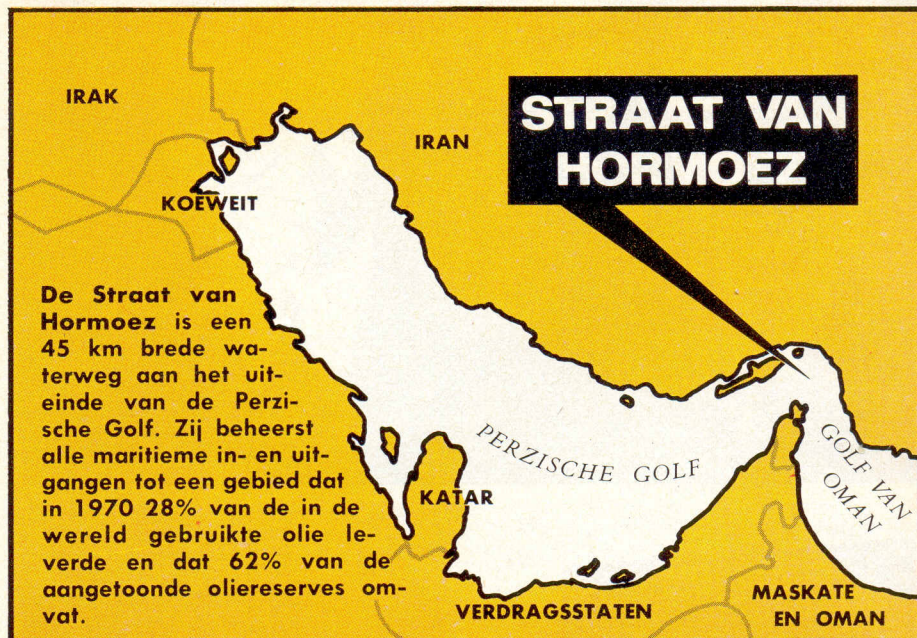 IRAK
IRAN
STRAAT VAN
HORMOEZ
KOEWEIT
De Straat van
Hormoez is een
45 km brede wa-
terweg aan het uit-
einde van de Perzi-
sche Golf. Zij beheerst
alle maritieme in- en uit-
gangen tot een gebied dat
in 1970 28% van de in de
wereld gebruikte olie le-
verde en dat 62% van de
aangetoonde oliereserves om-
vat.
PERZISCHE GOLF
GOLF VAN
OMAN
KATAR
VERDRAGSSTATEN
MASKATE
EN OMAN